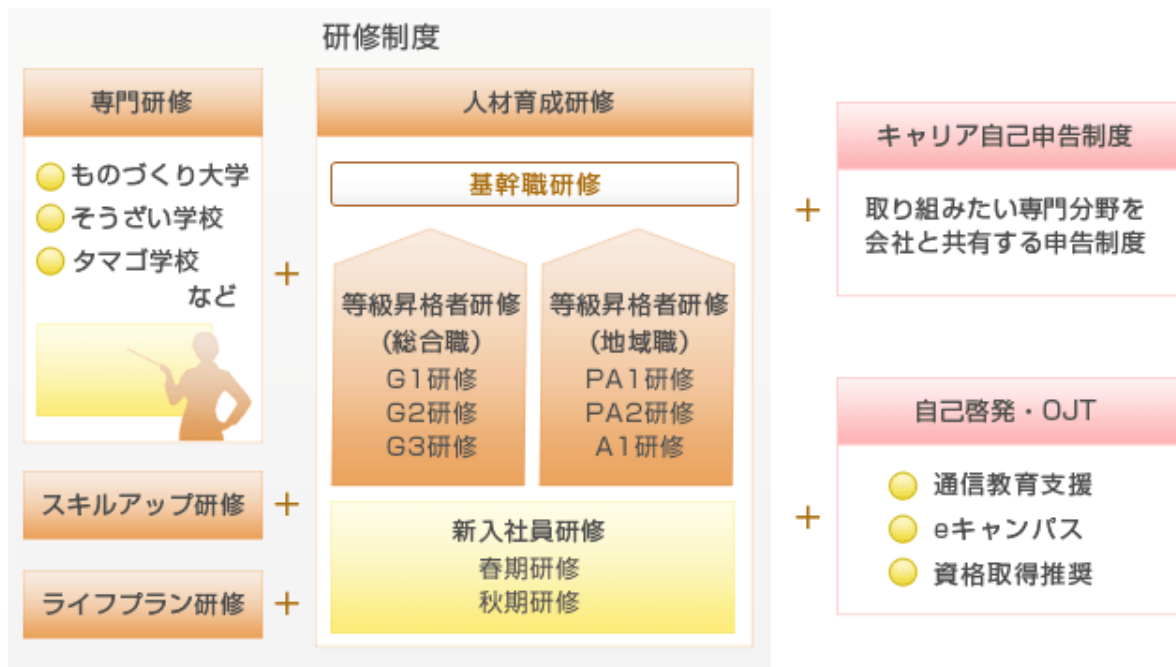 研修制度
専門研修
ものづくり大学
そうざい学校
タマゴ学校
など
+
スキルアップ研修
+
ライフプラン研修
+
人材育成研修
基幹職研修
等級昇格者研修
(総合職)
G1研修
G2研修
G3研修
等級昇格者研修
(地域職)
PA1研修
PA2研修
A1研修
新入社員研修
春期研修
秋期研修
+
キャリア自己申告制度
取り組みたい専門分野を
会社と共有する申告制度
+
自己啓発・OJT
通信教育支援
eキャンパス
資格取得推奨